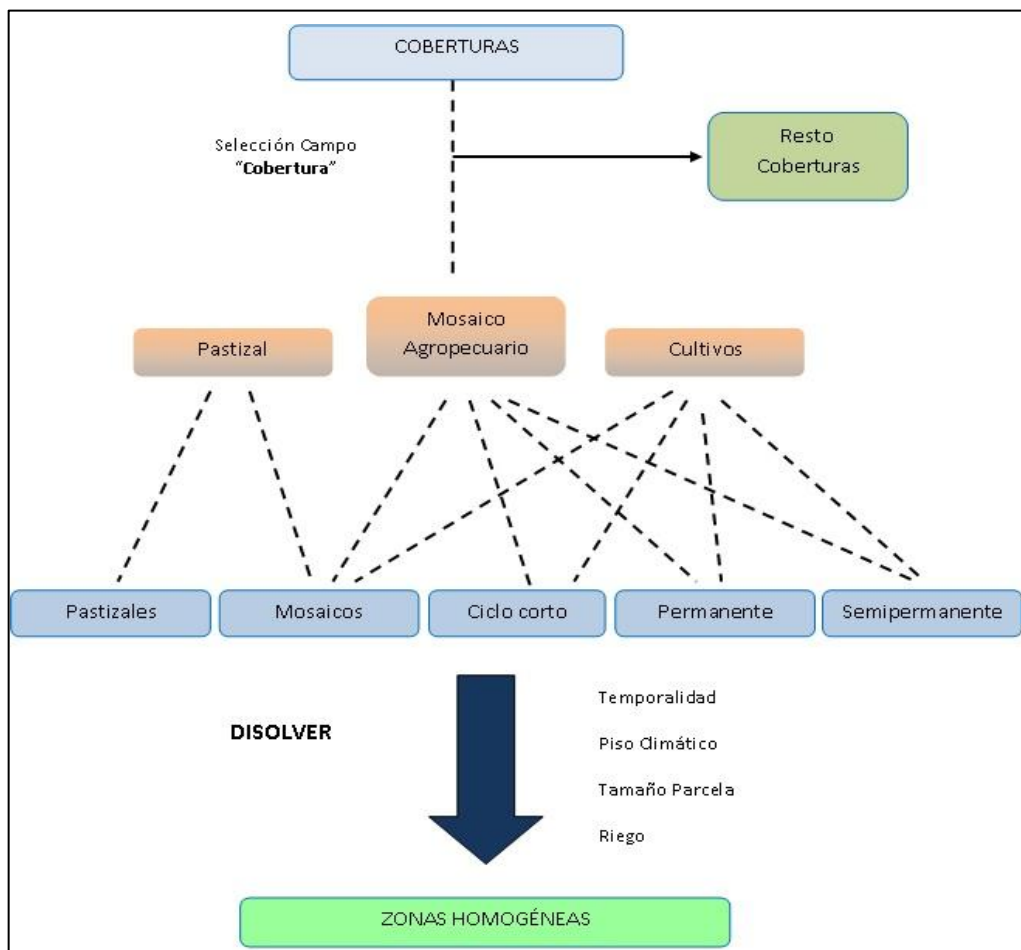 COBERTURAS
Selección Campo
"Cobertura"
Resto
Coberturas
Pastizal
Mosaico
Agropecuario
Cultivos
Pastizales
Mosaicos
Ciclo corto
Permanente
Semipermanente
DISOLVER
Temporalidad
Piso Climático
Tamaño Parcela
Riego
ZONAS HOMOGÉNEAS